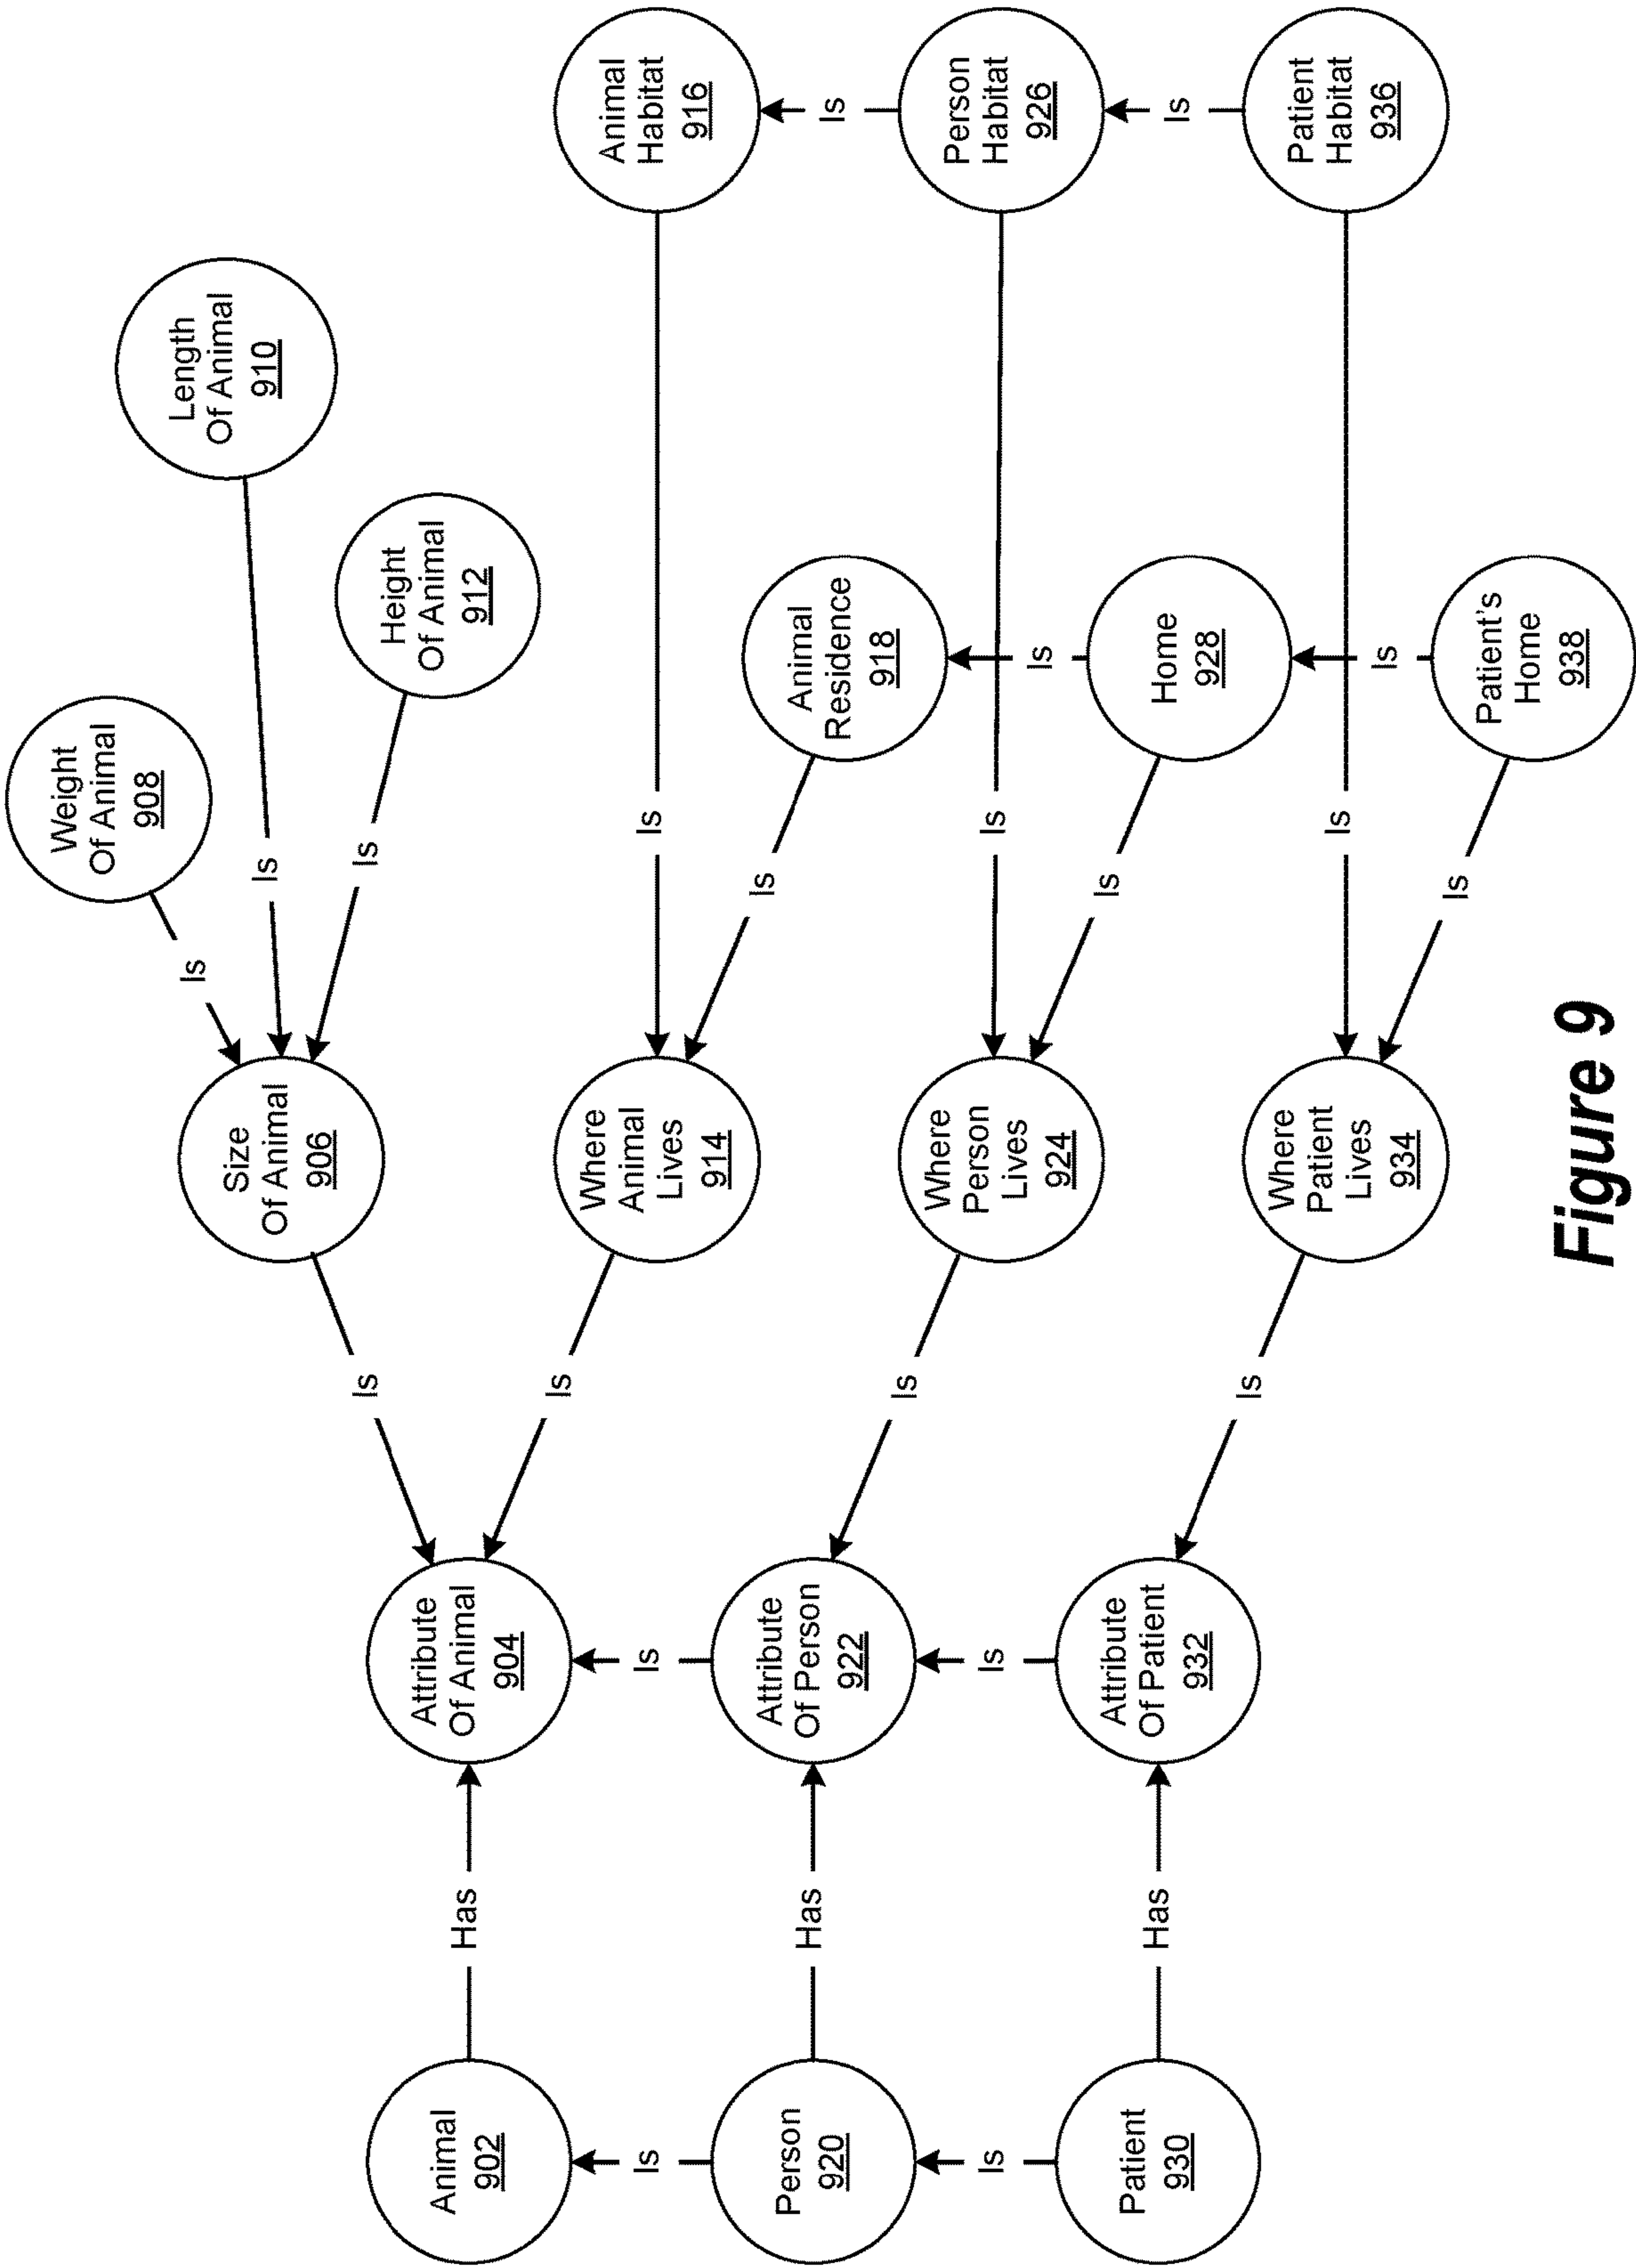 Weight
Of Animal
908
Is
Length
Of Animal
910
Is
Height
Of Animal
912
Is
Size
Of Animal
906
Is
Animal
902
Has
Attribute
Of Animal
904
Is
Where
Animal
Lives
914
Is
Animal
Habitat
916
Is
Animal
Residence
918
Is
Is
Is
Is
Is
Person
920
Has
Attribute
Of Person
922
Is
Where
Person
Lives
924
Is
Person
Habitat
926
Is
Home
928
Is
Is
Is
Is
Patient
930
Has
Attribute
Of Patient
932
Is
Where
Patient
Lives
934
Is
Patient
Habitat
936
Is
Patient's
Home
938
Is
Figure 9